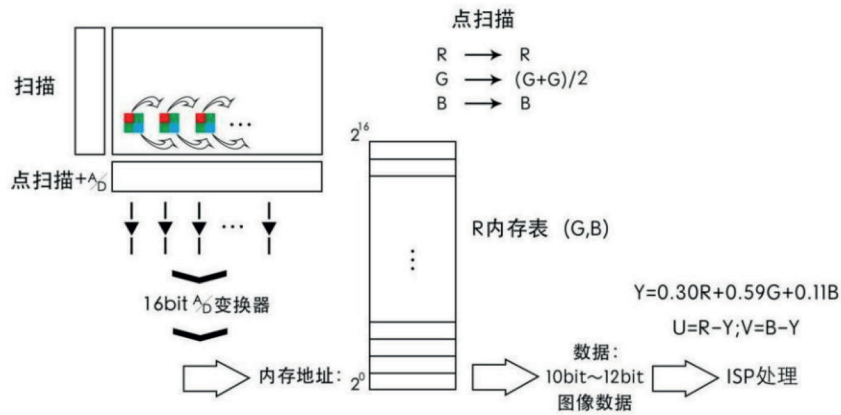 点扫描
R → R
G → (G+G)/2
B → B
扫描
点扫描+A/D
...
...
16bit A/D变换器
2^16
R内存表 (G,B)
⋮
2^0
内存地址:
数据:
10bit~12bit
图像数据
Y=0.30R+0.59G+0.11B
U=R-Y;V=B-Y
ISP处理